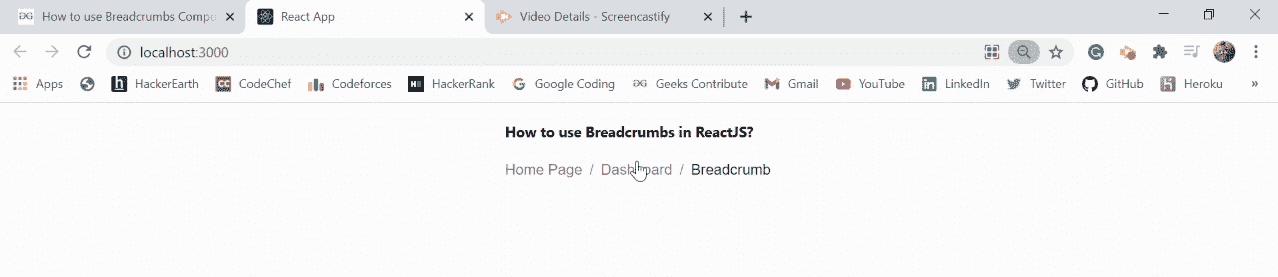 How to use Breadcrumbs Compo
React App
Video Details - Screencastify
localhost:3000
Apps
HackerEarth
CodeChef
Codeforces
HackerRank
Google Coding
Geeks Contribute
Gmail
YouTube
LinkedIn
Twitter
GitHub
Heroku
»
How to use Breadcrumbs in ReactJS?
Home Page / Dashboard / Breadcrumb